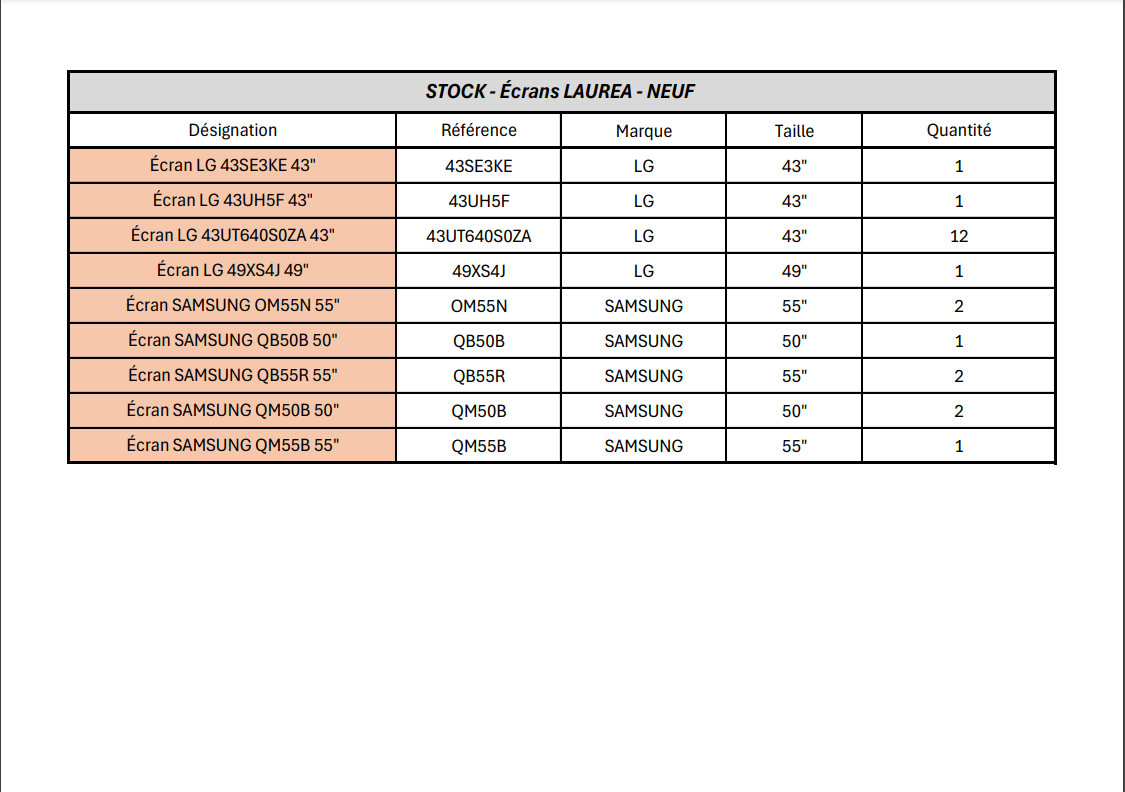 STOCK - Écrans LAUREA - NEUF
Désignation Référence Marque Taille Quantité
Écran LG 43SE3KE 43" 43SE3KE LG 43" 1
Écran LG 43UH5F 43" 43UH5F LG 43" 1
Écran LG 43UT640S0ZA 43" 43UT640S0ZA LG 43" 12
Écran LG 49XS4J 49" 49XS4J LG 49" 1
Écran SAMSUNG OM55N 55" OM55N SAMSUNG 55" 2
Écran SAMSUNG QB50B 50" QB50B SAMSUNG 50" 1
Écran SAMSUNG QB55R 55" QB55R SAMSUNG 55" 2
Écran SAMSUNG QM50B 50" QM50B SAMSUNG 50" 2
Écran SAMSUNG QM55B 55" QM55B SAMSUNG 55" 1